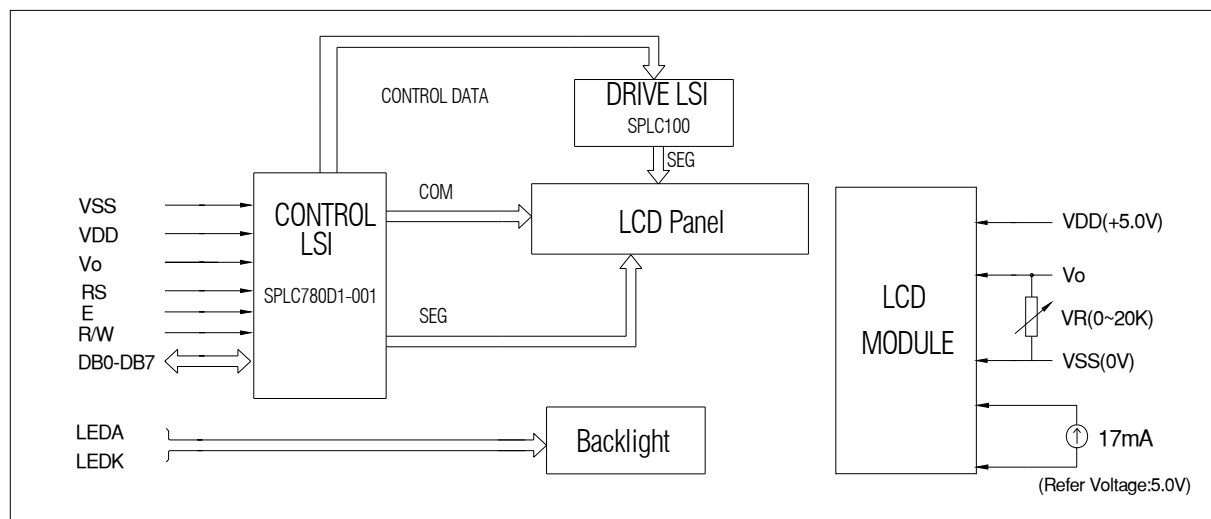 CONTROL DATA
DRIVE LSI
SPLC100
SEG
COM
LCD Panel
VSS
VDD
Vo
RS
E
R/W
DB0-DB7
CONTROL
LSI
SPLC780D1-001
SEG
LEDA
LEDK
Backlight
LCD
MODULE
VDD(+5.0V)
Vo
VR(0~20K)
VSS(0V)
17mA
(Refer Voltage:5.0V)